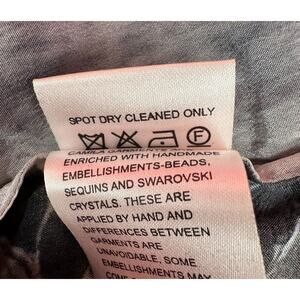 SPOT DRY CLEANED ONLY
F
CAMILA GARMENTS
ENRICHED WITH HANDMADE
EMBELLISHMENTS-BEADS,
SEQUINS AND SWAROVSKI
CRYSTALS. THESE ARE
APPLIED BY HAND AND
DIFFERENCES BETWEEN
GARMENTS ARE
UNAVOIDABLE, SOME
EMBELLISHMENTS MAY